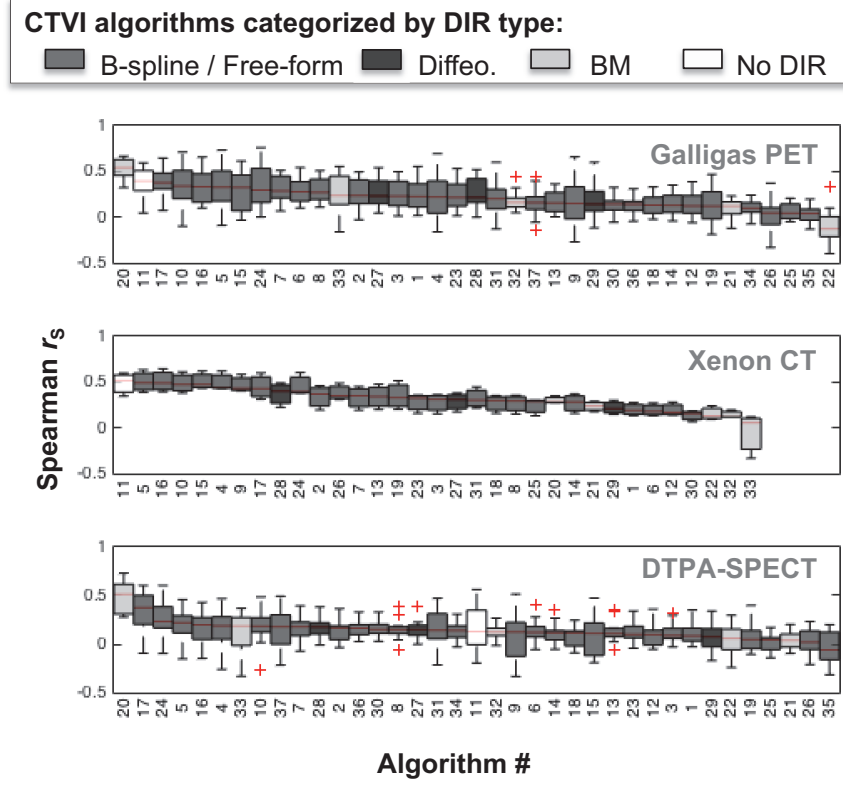 CTVI algorithms categorized by DIR type:
B-spline / Free-form Diffeo. BM No DIR
Spearman rS
Galligas PET
1
0.5
0
-0.5
20 11 17 10 16 5 15 24 7 6 8 33 2 27 3 1 4 23 28 31 32 37 13 9 29 30 36 18 14 12 19 21 34 26 25 35 22
Xenon CT
1
0.5
0
-0.5
11 5 16 10 15 4 9 17 28 24 2 26 7 13 19 23 3 27 31 18 8 25 20 14 21 29 1 6 12 30 22 32 33
DTPA-SPECT
1
0.5
0
-0.5
20 17 24 5 16 4 33 10 37 7 28 2 36 30 8 27 31 34 11 32 9 6 14 18 15 13 23 12 3 1 29 22 19 25 21 26 35
Algorithm #